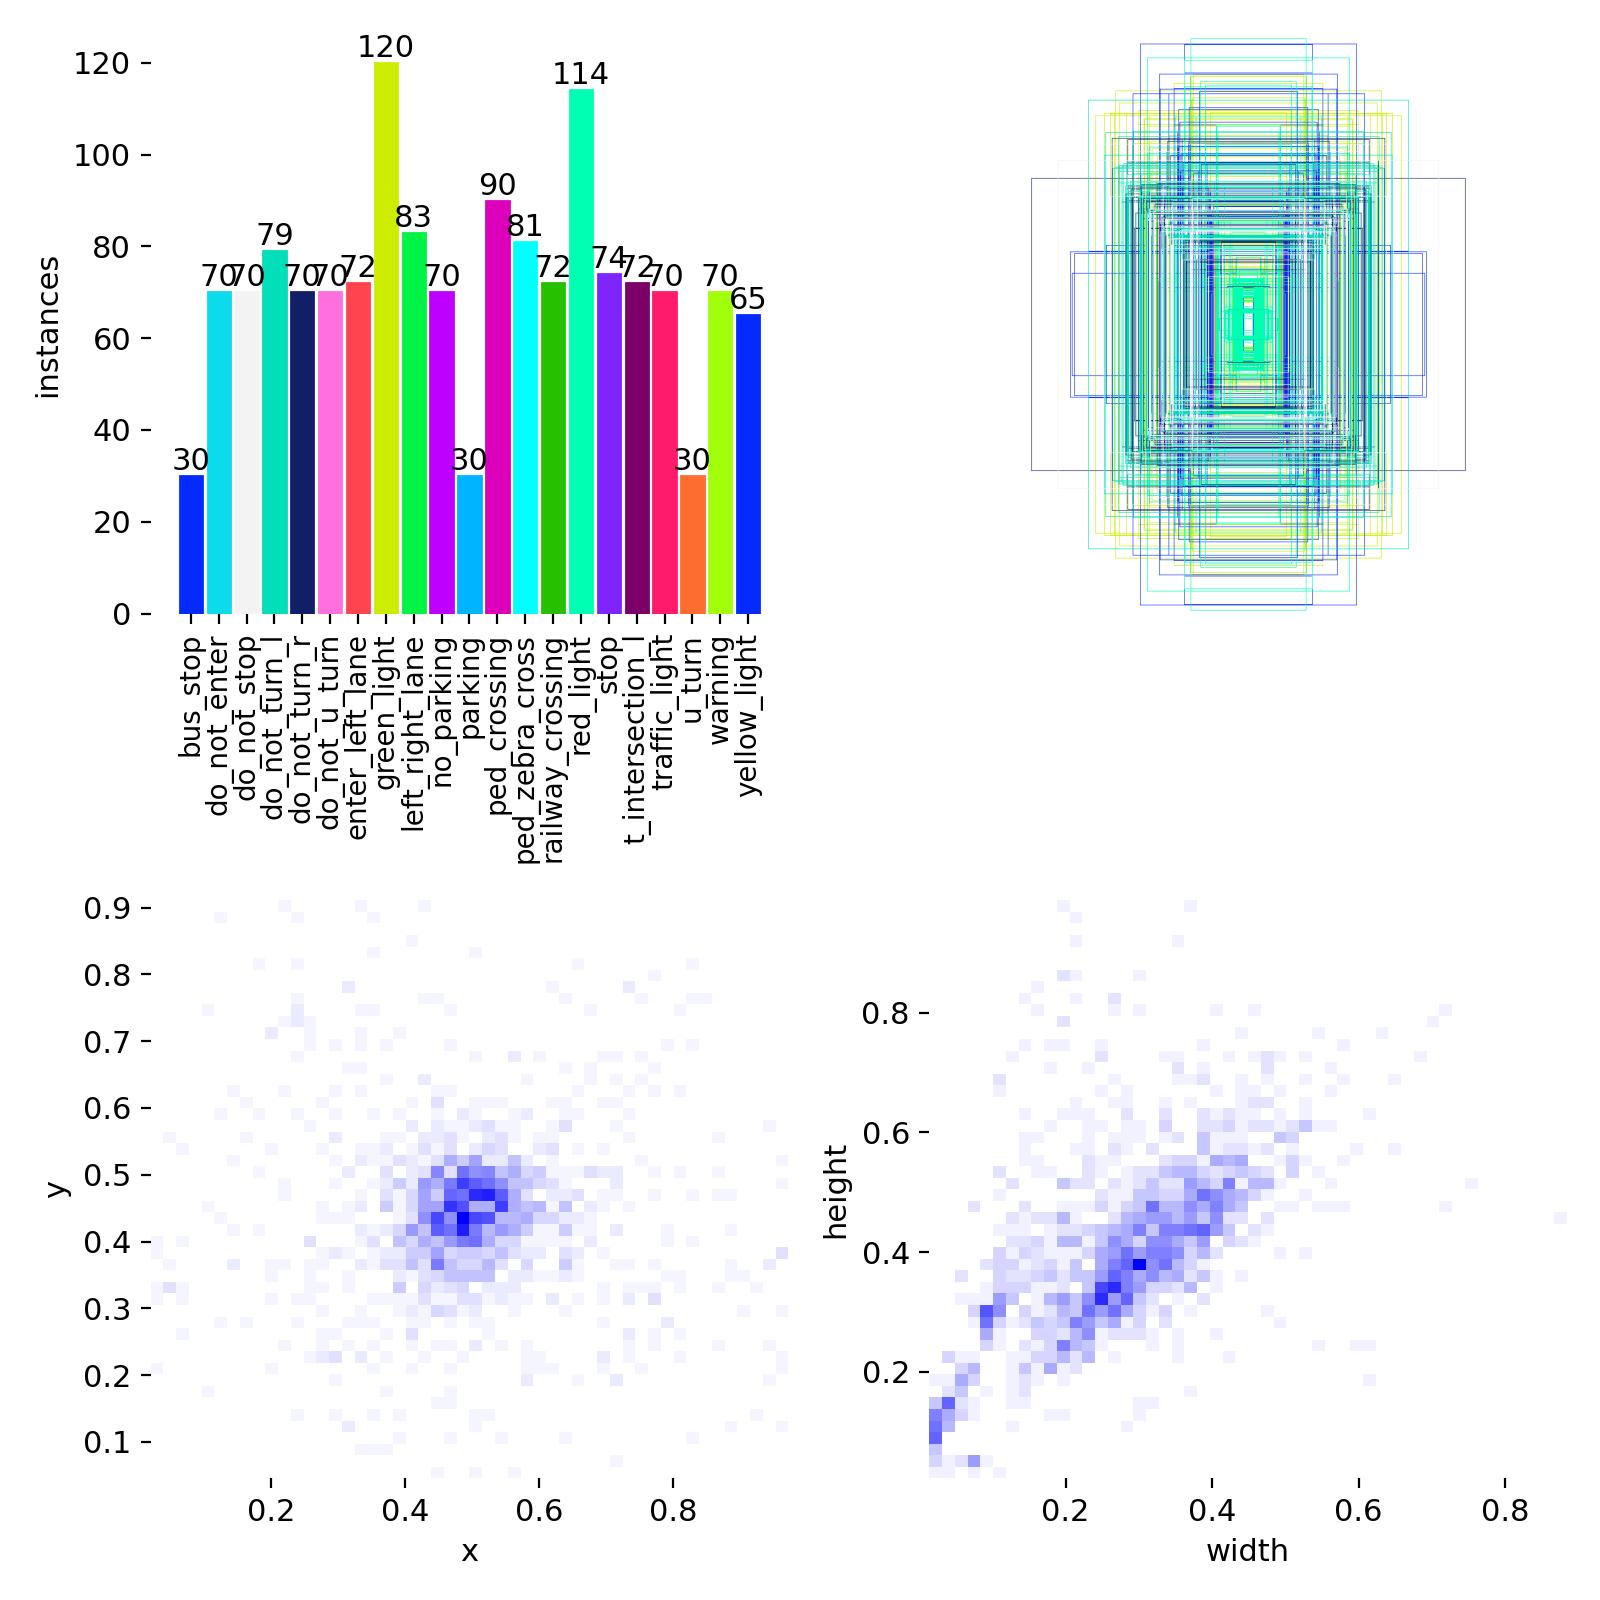 instances
120
100
80
60
40
20
0
30
70
70
79
70
70
72
120
83
70
30
90
81
72
114
74
72
70
30
70
65
bus_stop
do_not_enter
do_not_stop
do_not_turn_l
do_not_turn_r
do_not_u_turn
enter_left_lane
green_light
left_right_lane
no_parking
parking
ped_crossing
ped_zebra_cross
railway_crossing
red_light
stop
t_intersection_l
traffic_light
u_turn
warning
yellow_light
y
0.9
0.8
0.7
0.6
0.5
0.4
0.3
0.2
0.1
0.2 0.4 0.6 0.8
x
height
0.8
0.6
0.4
0.2
0.2 0.4 0.6 0.8
width